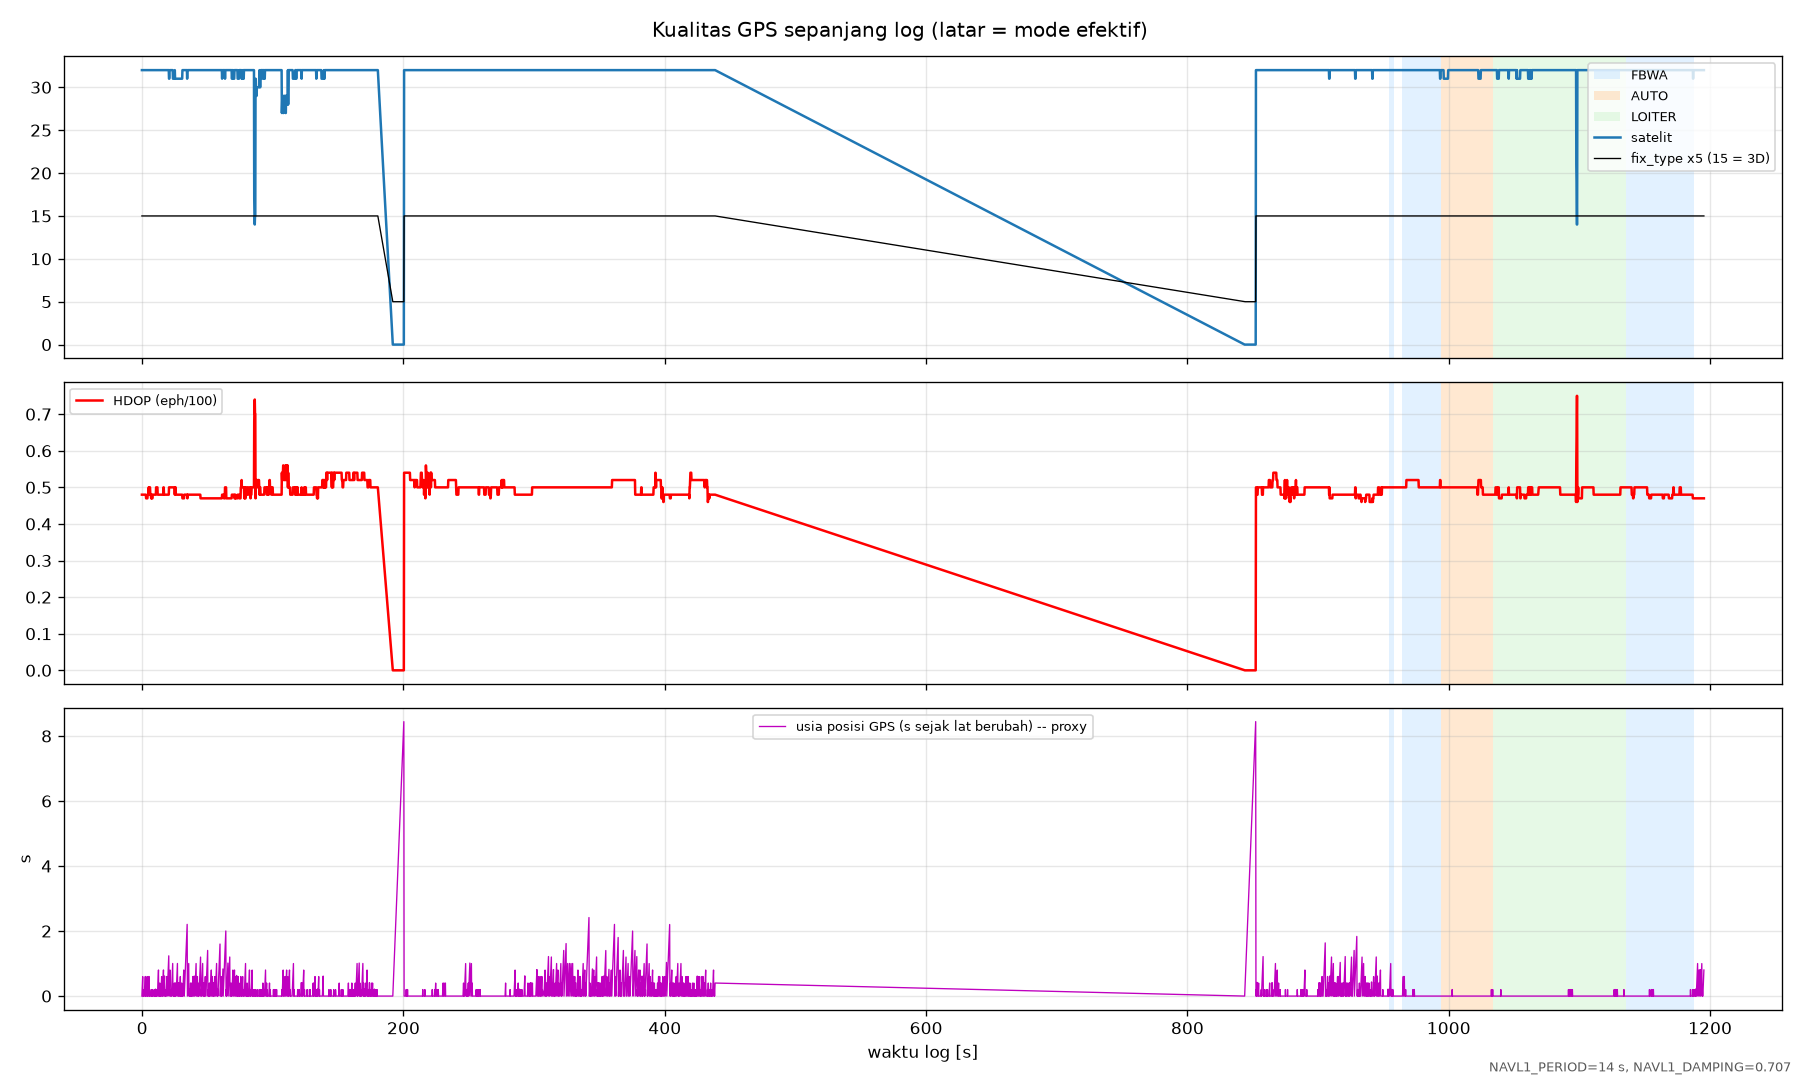 Kualitas GPS sepanjang log (latar = mode efektif)
30
25
20
15
10
5
0
FBWA
AUTO
LOITER
satelit
fix_type x5 (15 = 3D)
0.7
0.6
0.5
0.4
0.3
0.2
0.1
0.0
HDOP (eph/100)
8
6
4
2
0
s
usia posisi GPS (s sejak lat berubah) -- proxy
0 200 400 600 800 1000 1200
waktu log [s]
NAVL1_PERIOD=14 s, NAVL1_DAMPING=0.707